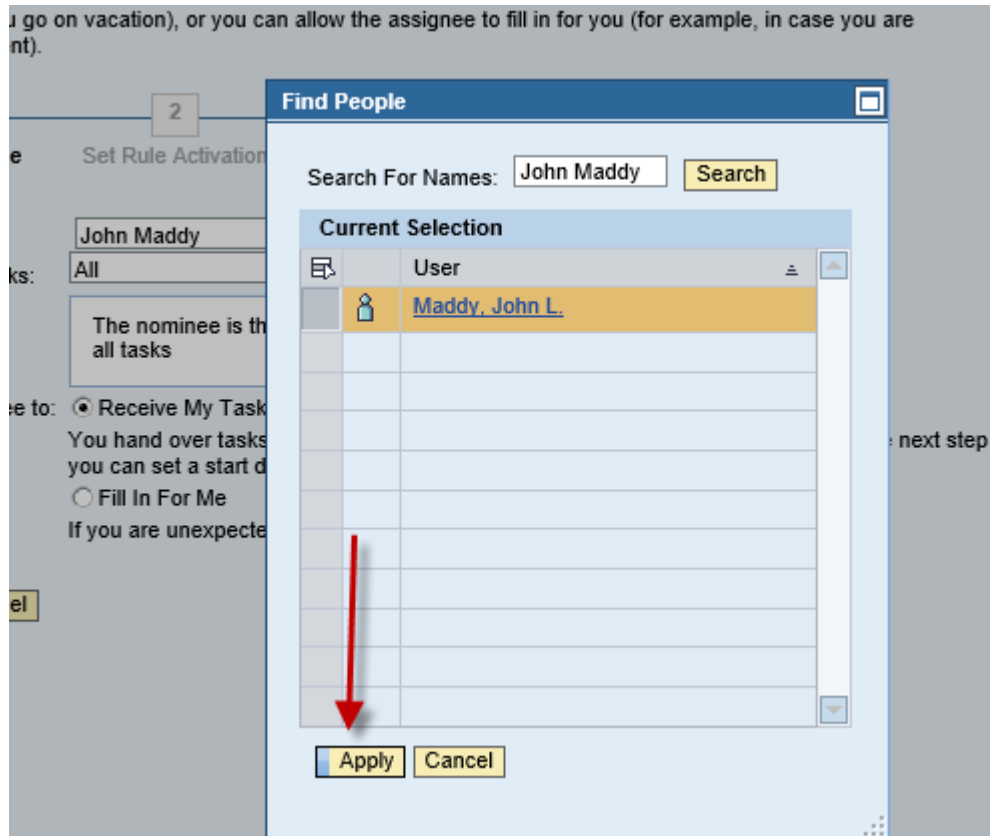 u go on vacation), or you can allow the assignee to fill in for you (for example, in case you are
nt).
2
e Set Rule Activation
John Maddy
ks: All
The nominee is th
all tasks
ee to: Receive My Task
You hand over tasks
next step
you can set a start d
Fill In For Me
If you are unexpecte
el
Find People
Search For Names: John Maddy Search
Current Selection
User
Maddy, John L.
Apply Cancel